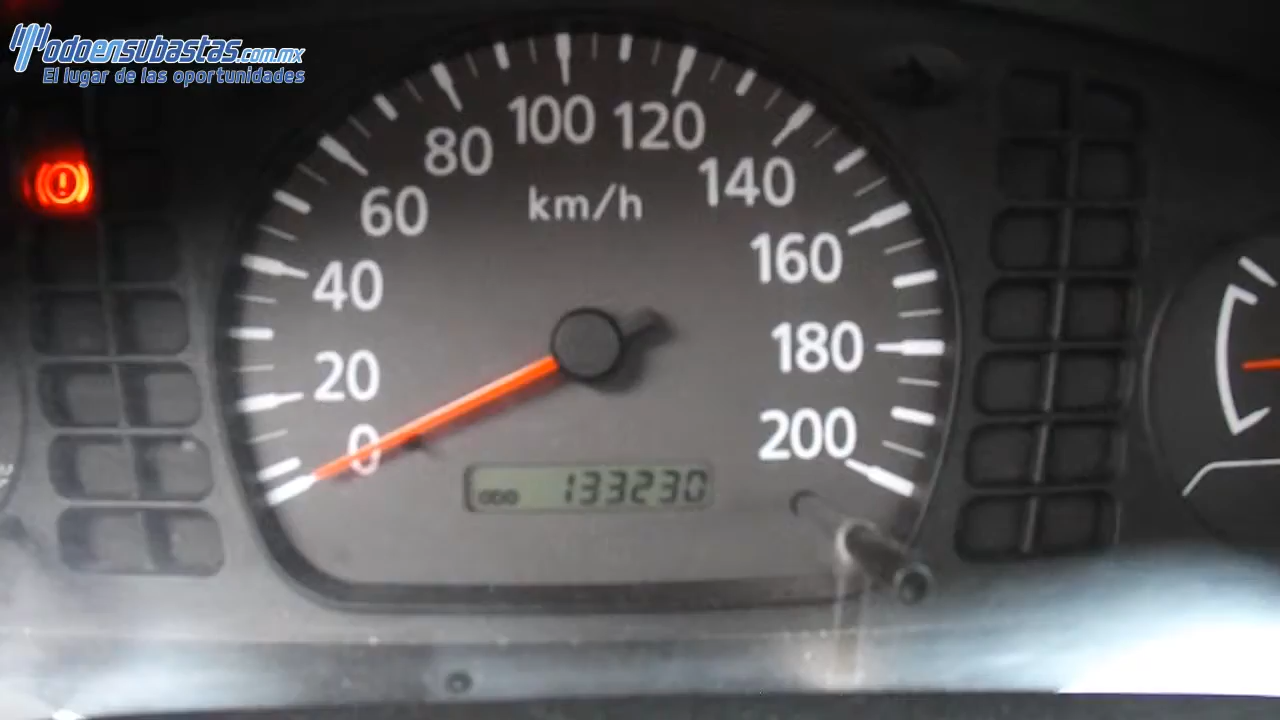 Todoensubastas.com.mx
El lugar de las oportunidades
100
120
80
140
60
km/h
160
40
180
20
200
0
ODO 133230